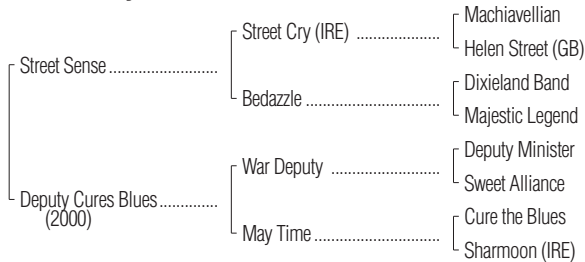 Machiavellian
Street Cry (IRE) ....................
Helen Street (GB)
Street Sense ..........................
Dixieland Band
Bedazzle ................................
Majestic Legend
Deputy Minister
War Deputy ..........................
Sweet Alliance
Deputy Cures Blues ..............
(2000)
Cure the Blues
May Time ..............................
Sharmoon (IRE)